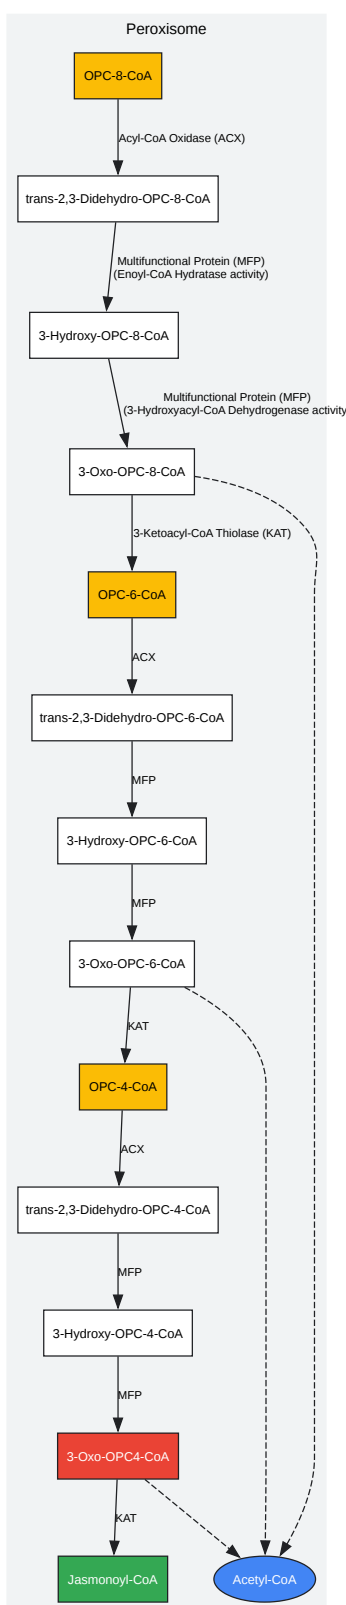 Peroxisome
OPC-8-CoA
Acyl-CoA Oxidase (ACX)
trans-2,3-Didehydro-OPC-8-CoA
Multifunctional Protein (MFP)
(Enoyl-CoA Hydratase activity)
3-Hydroxy-OPC-8-CoA
Multifunctional Protein (MFP)
(3-Hydroxyacyl-CoA Dehydrogenase activity
3-Oxo-OPC-8-CoA
3-Ketoacyl-CoA Thiolase (KAT)
OPC-6-CoA
ACX
trans-2,3-Didehydro-OPC-6-CoA
MFP
3-Hydroxy-OPC-6-CoA
MFP
3-Oxo-OPC-6-CoA
KAT
OPC-4-CoA
ACX
trans-2,3-Didehydro-OPC-4-CoA
MFP
3-Hydroxy-OPC-4-CoA
MFP
3-Oxo-OPC4-CoA
KAT
Jasmonoyl-CoA
Acetyl-CoA